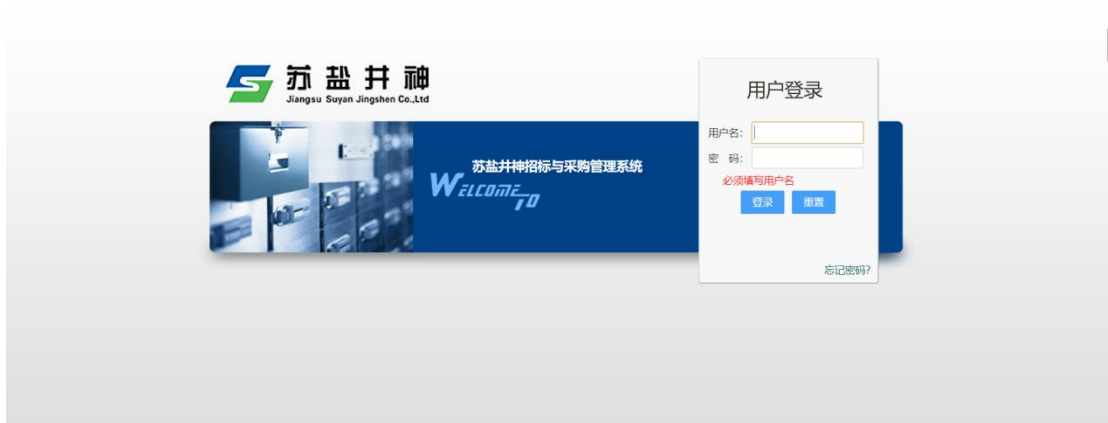 苏盐井神
Jiangsu Suyan Jingshen Co.,Ltd
苏盐井神招标与采购管理系统
WELCOME TO
用户登录
用户名:
密 码:
必须填写用户名
登录 重置
忘记密码?